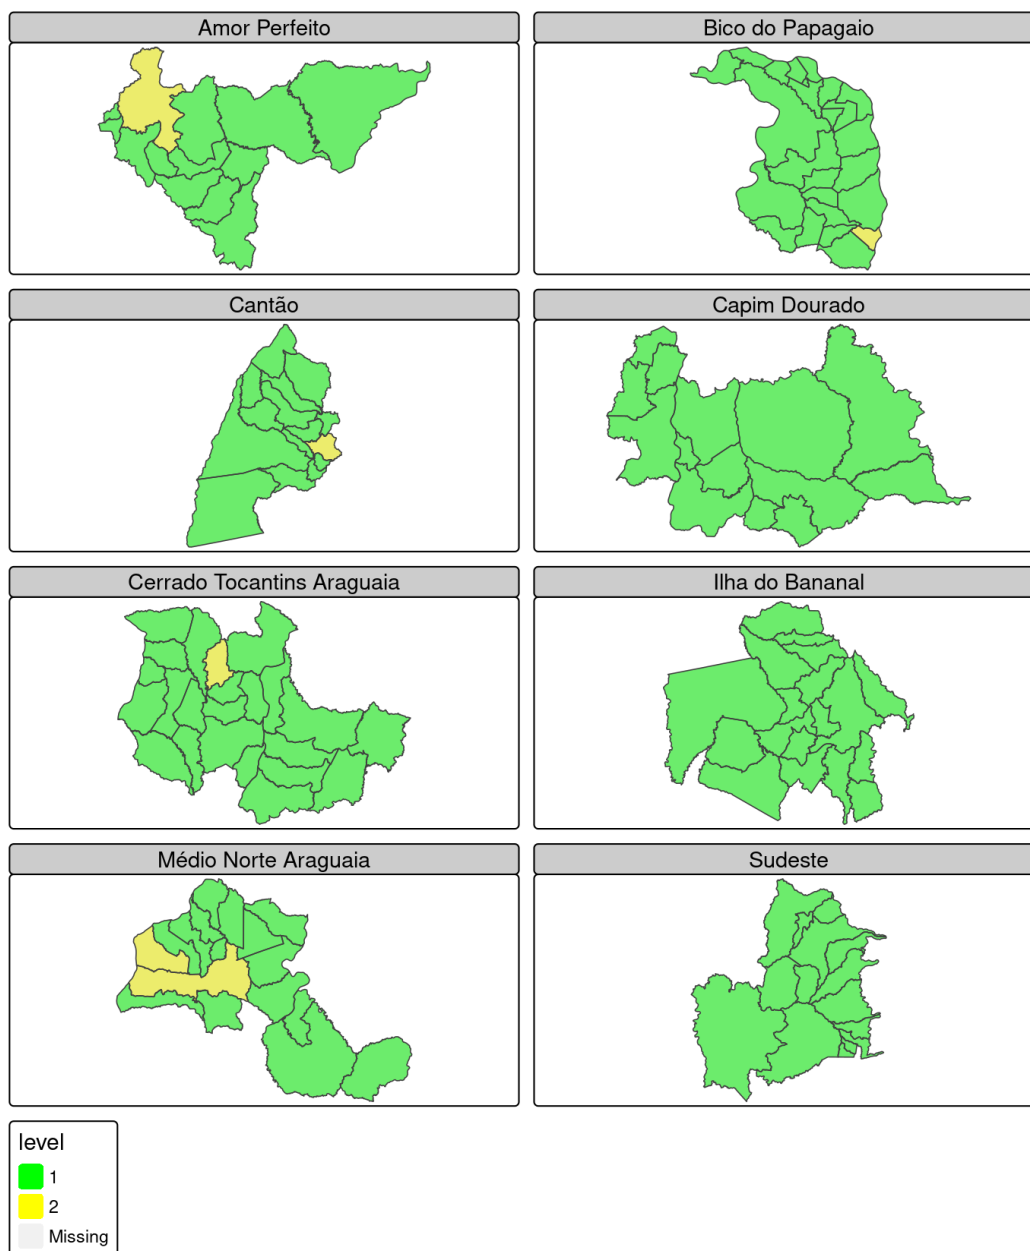 Amor Perfeito
Bico do Papagaio
Cantão
Capim Dourado
Cerrado Tocantins Araguaia
Ilha do Bananal
Médio Norte Araguaia
Sudeste
level
1
2
Missing